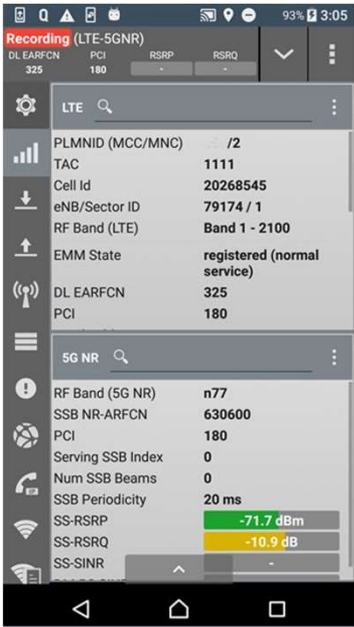 93% 3:05
Recording (LTE-5GNR)
DL EARFCN PCI RSRP RSRQ
325 180 - -
LTE
PLMNID (MCC/MNC) /2
TAC 1111
Cell Id 20268545
eNB/Sector ID 79174 / 1
RF Band (LTE) Band 1 - 2100
EMM State registered (normal
service)
DL EARFCN 325
PCI 180
5G NR
RF Band (5G NR) n77
SSB NR-ARFCN 630600
PCI 180
Serving SSB Index 0
Num SSB Beams 0
SSB Periodicity 20 ms
SS-RSRP -71.7 dBm
SS-RSRQ -10.9 dB
SS-SINR -